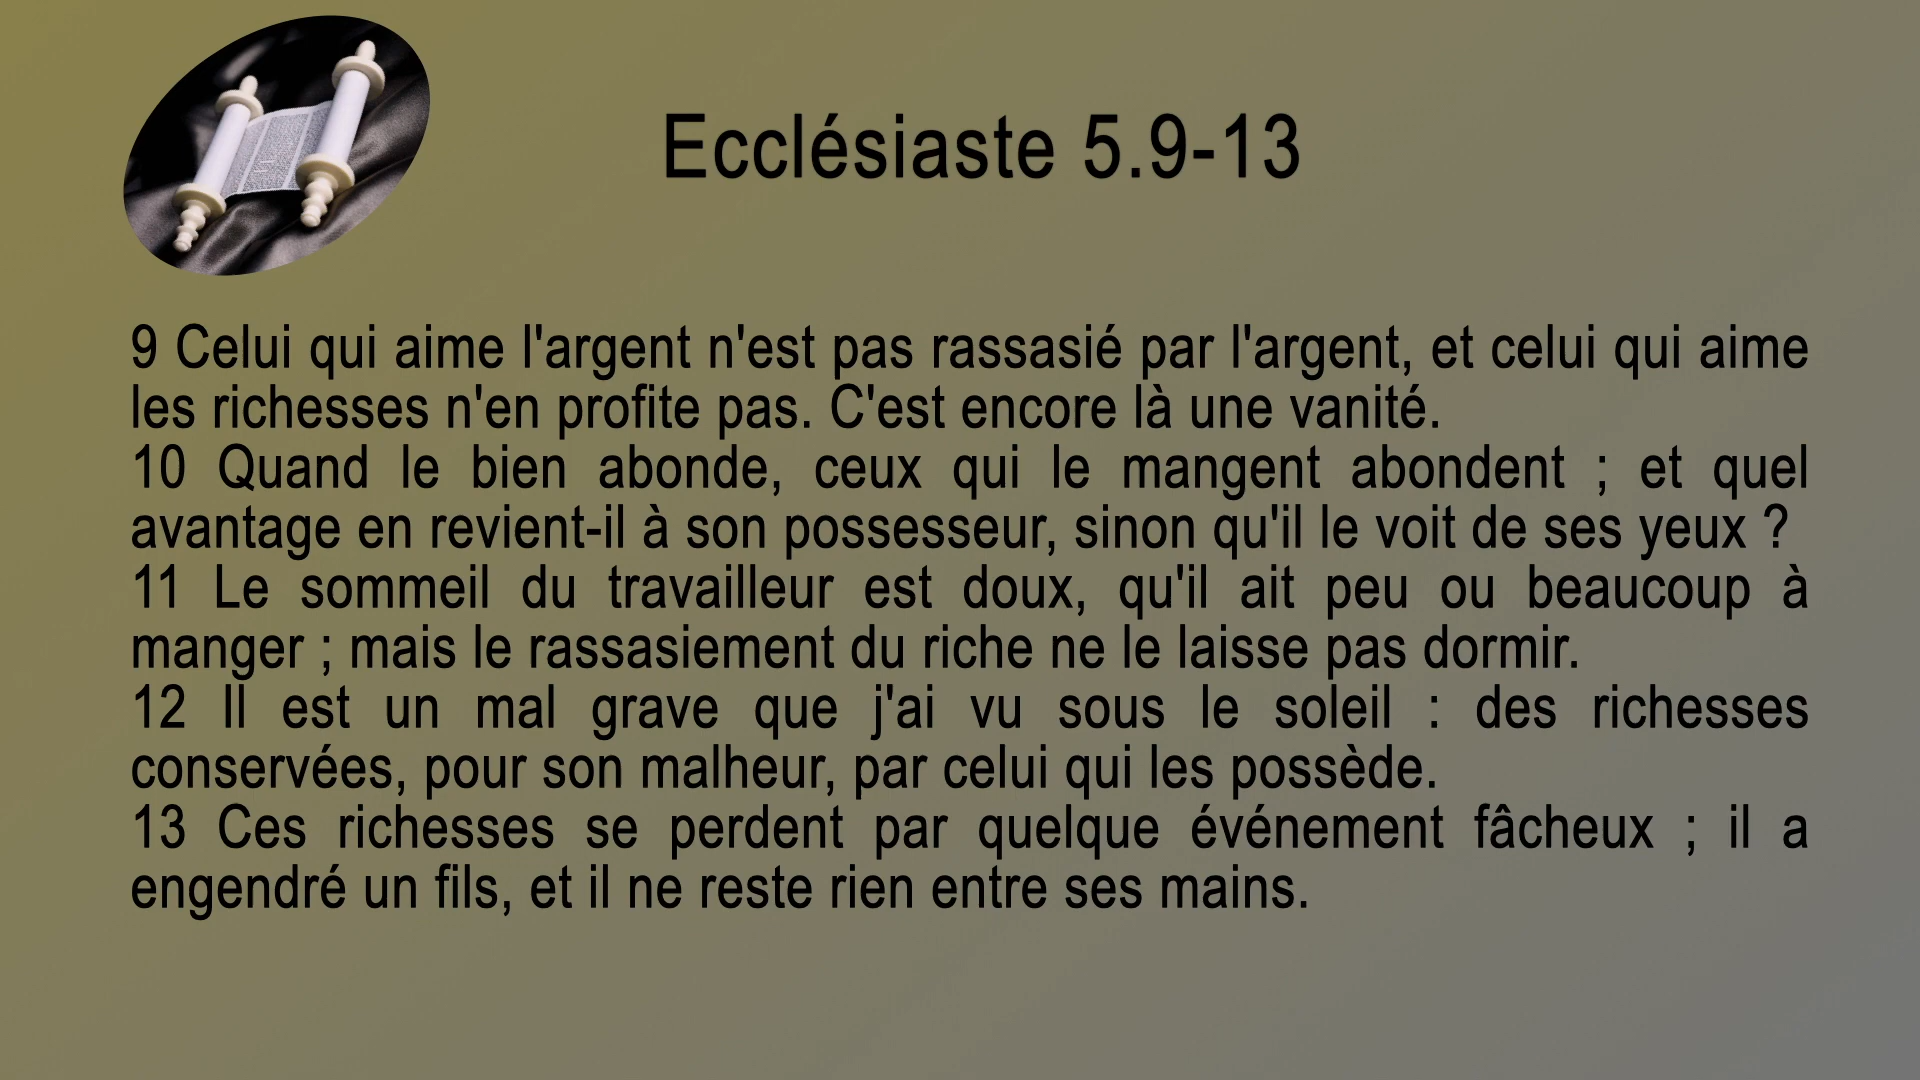 Ecclésiaste 5.9-13
9 Celui qui aime l'argent n'est pas rassasié par l'argent, et celui qui aime
les richesses n'en profite pas. C'est encore là une vanité.
10 Quand le bien abonde, ceux qui le mangent abondent ; et quel
avantage en revient-il à son possesseur, sinon qu'il le voit de ses yeux ?
11 Le sommeil du travailleur est doux, qu'il ait peu ou beaucoup à
manger ; mais le rassasiement du riche ne le laisse pas dormir.
12 Il est un mal grave que j'ai vu sous le soleil : des richesses
conservées, pour son malheur, par celui qui les possède.
13 Ces richesses se perdent par quelque événement fâcheux ; il a
engendré un fils, et il ne reste rien entre ses mains.